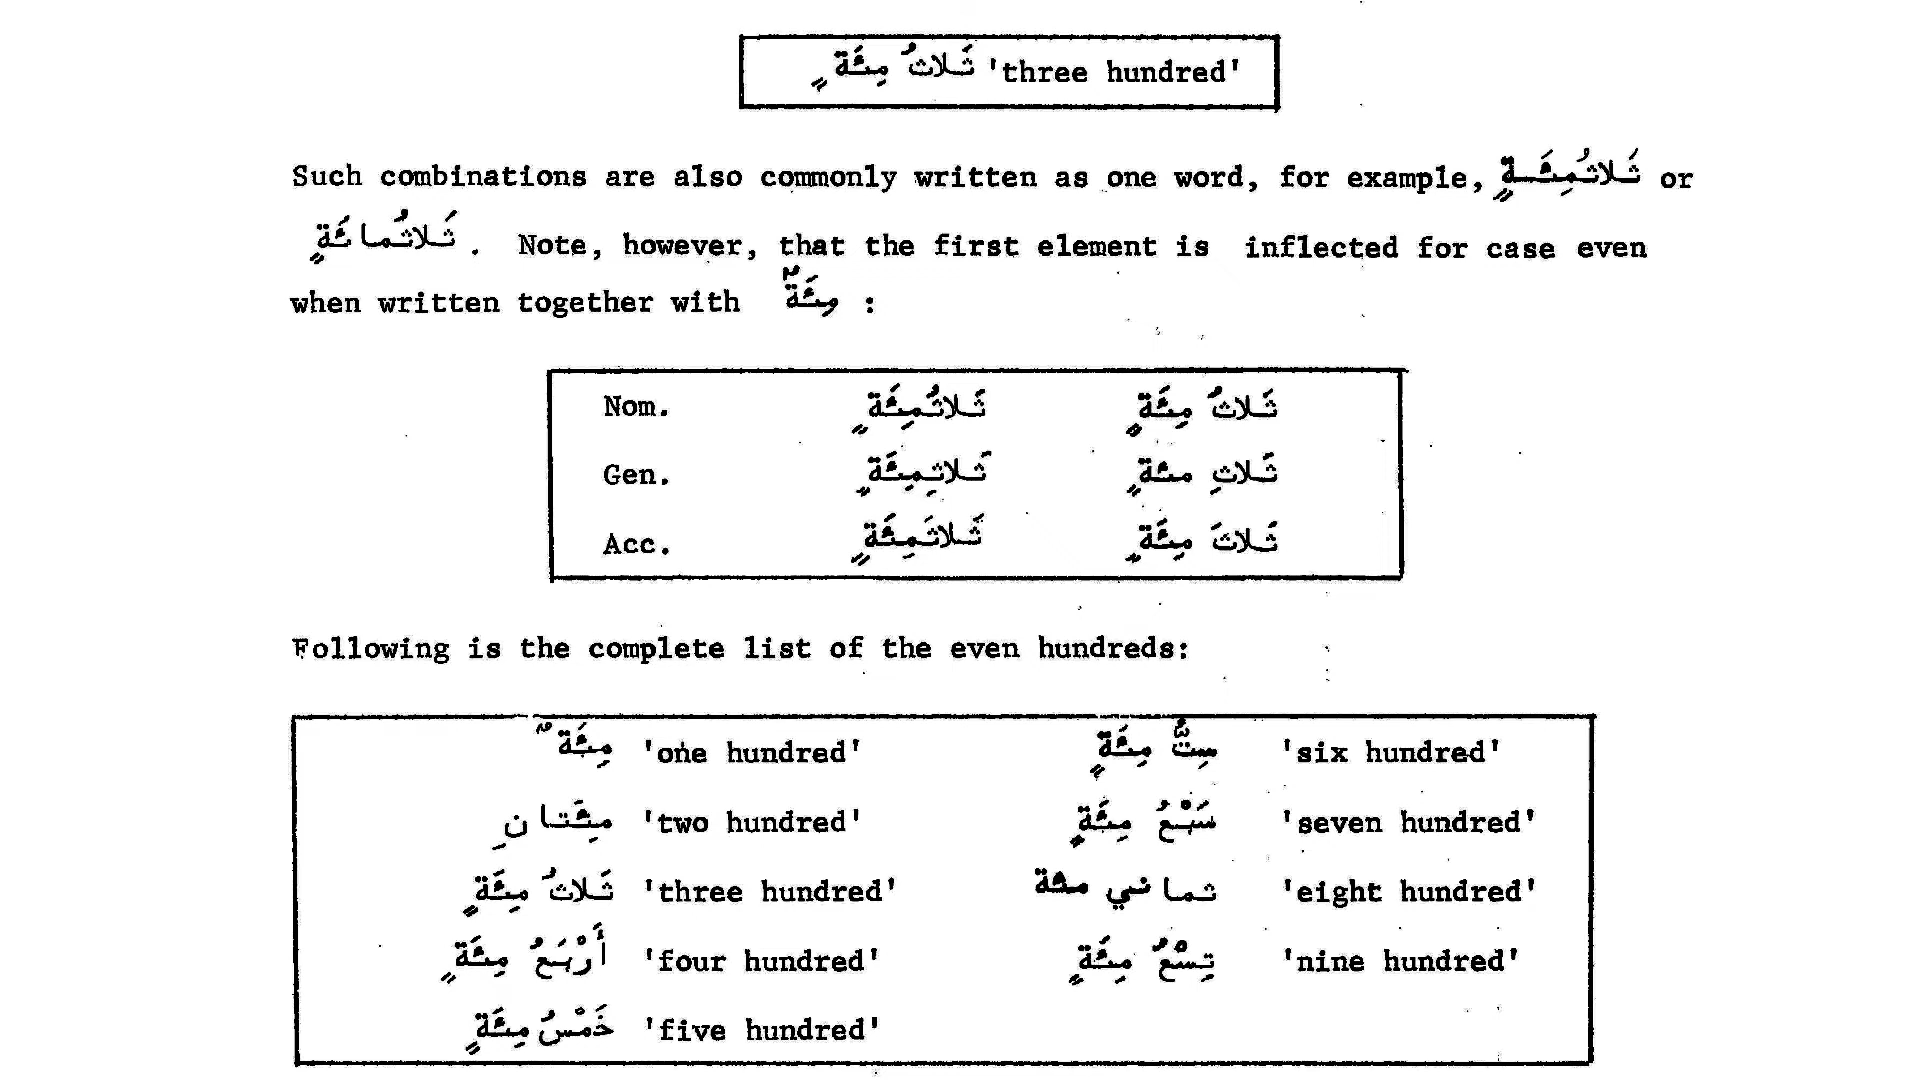 ثَلاثُ مِئَةٍ 'three hundred'
Such combinations are also commonly written as one word, for example, ثَلاثُمِئَةٍ or
ثَلاثُمائَةٍ . Note, however, that the first element is inflected for case even
when written together with مِئَةٌ :
Nom. ثَلاثُمِئَةٍ ثَلاثُ مِئَةٍ
Gen. ثَلاثِمِئَةٍ ثَلاثِ مئةٍ
Acc. ثَلاثَمِئَةٍ ثَلاثَ مِئَةٍ
Following is the complete list of the even hundreds:
مِئَةٌ 'one hundred' سِتُّ مِئَةٍ 'six hundred'
مِئَتانِ 'two hundred' سَبْعُ مِئَةٍ 'seven hundred'
ثَلاثُ مِئَةٍ 'three hundred' ثماني مئة 'eight hundred'
أَرْبَعُ مِئَةٍ 'four hundred' تِسْعُ مِئَةٍ 'nine hundred'
خَمْسُ مِئَةٍ 'five hundred'